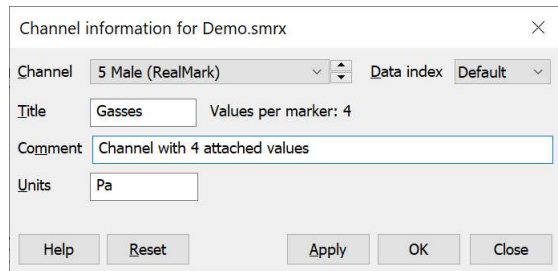 Channel information for Demo.smrx
Channel 5 Male (RealMark) Data index Default
Title Gasses Values per marker: 4
Comment Channel with 4 attached values
Units Pa
Help Reset Apply OK Close